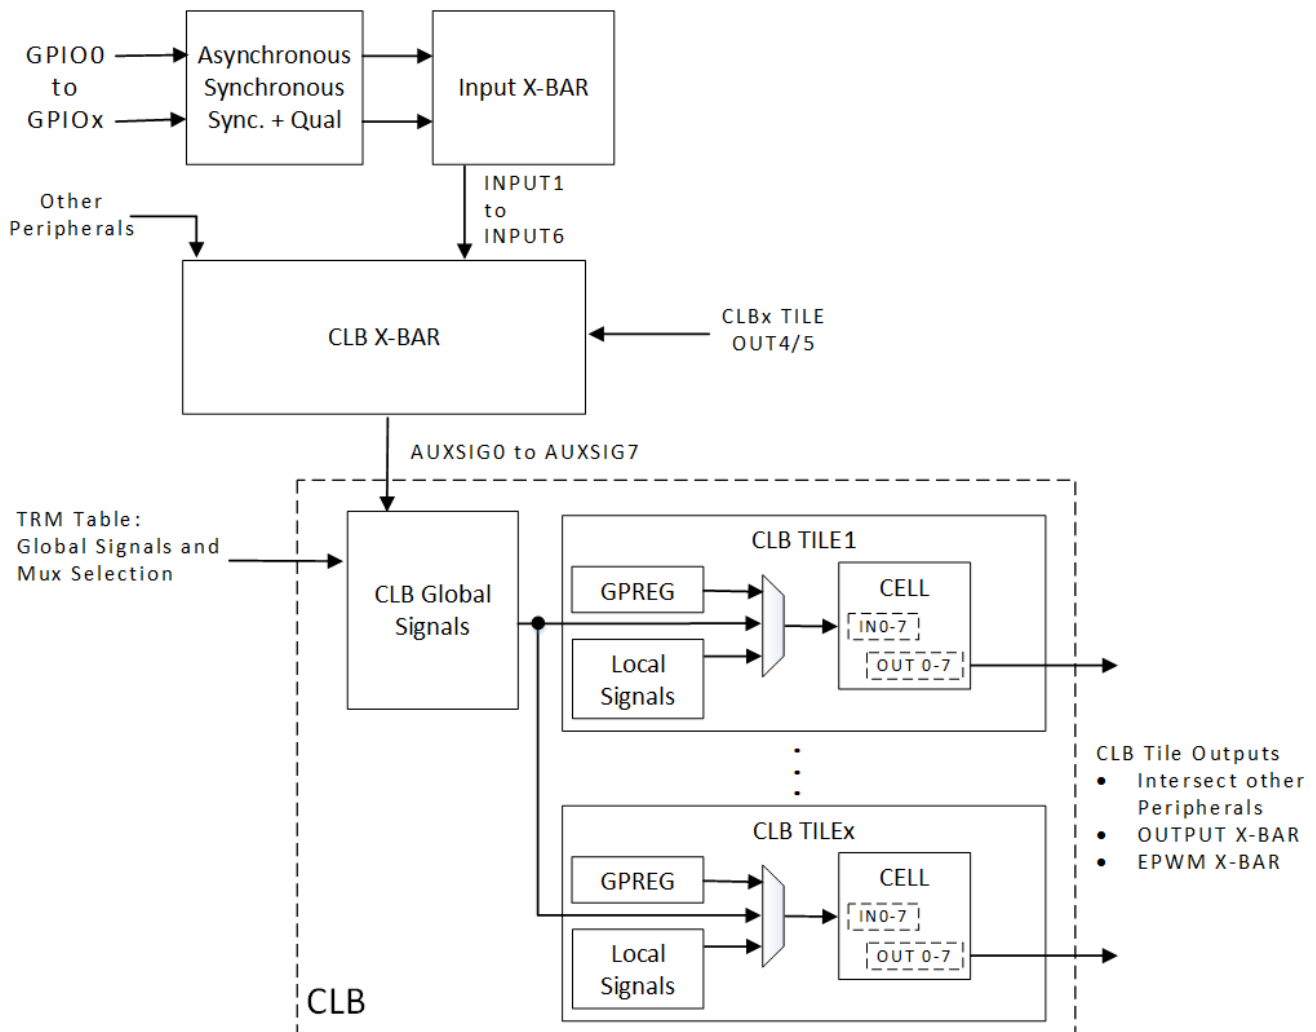 GPIO0
to
GPIOx
Asynchronous
Synchronous
Sync. + Qual
Input X-BAR
Other
Peripherals
INPUT1
to
INPUT6
CLB X-BAR
CLBx TILE
OUT4/5
AUXSIG0 to AUXSIG7
TRM Table:
Global Signals and
Mux Selection
CLB Global
Signals
CLB TILE1
GPREG
Local
Signals
CELL
IN0-7
OUT 0-7
CLB TILEx
GPREG
Local
Signals
CELL
IN0-7
OUT 0-7
CLB Tile Outputs
• Intersect other
Peripherals
• OUTPUT X-BAR
• EPWM X-BAR
CLB